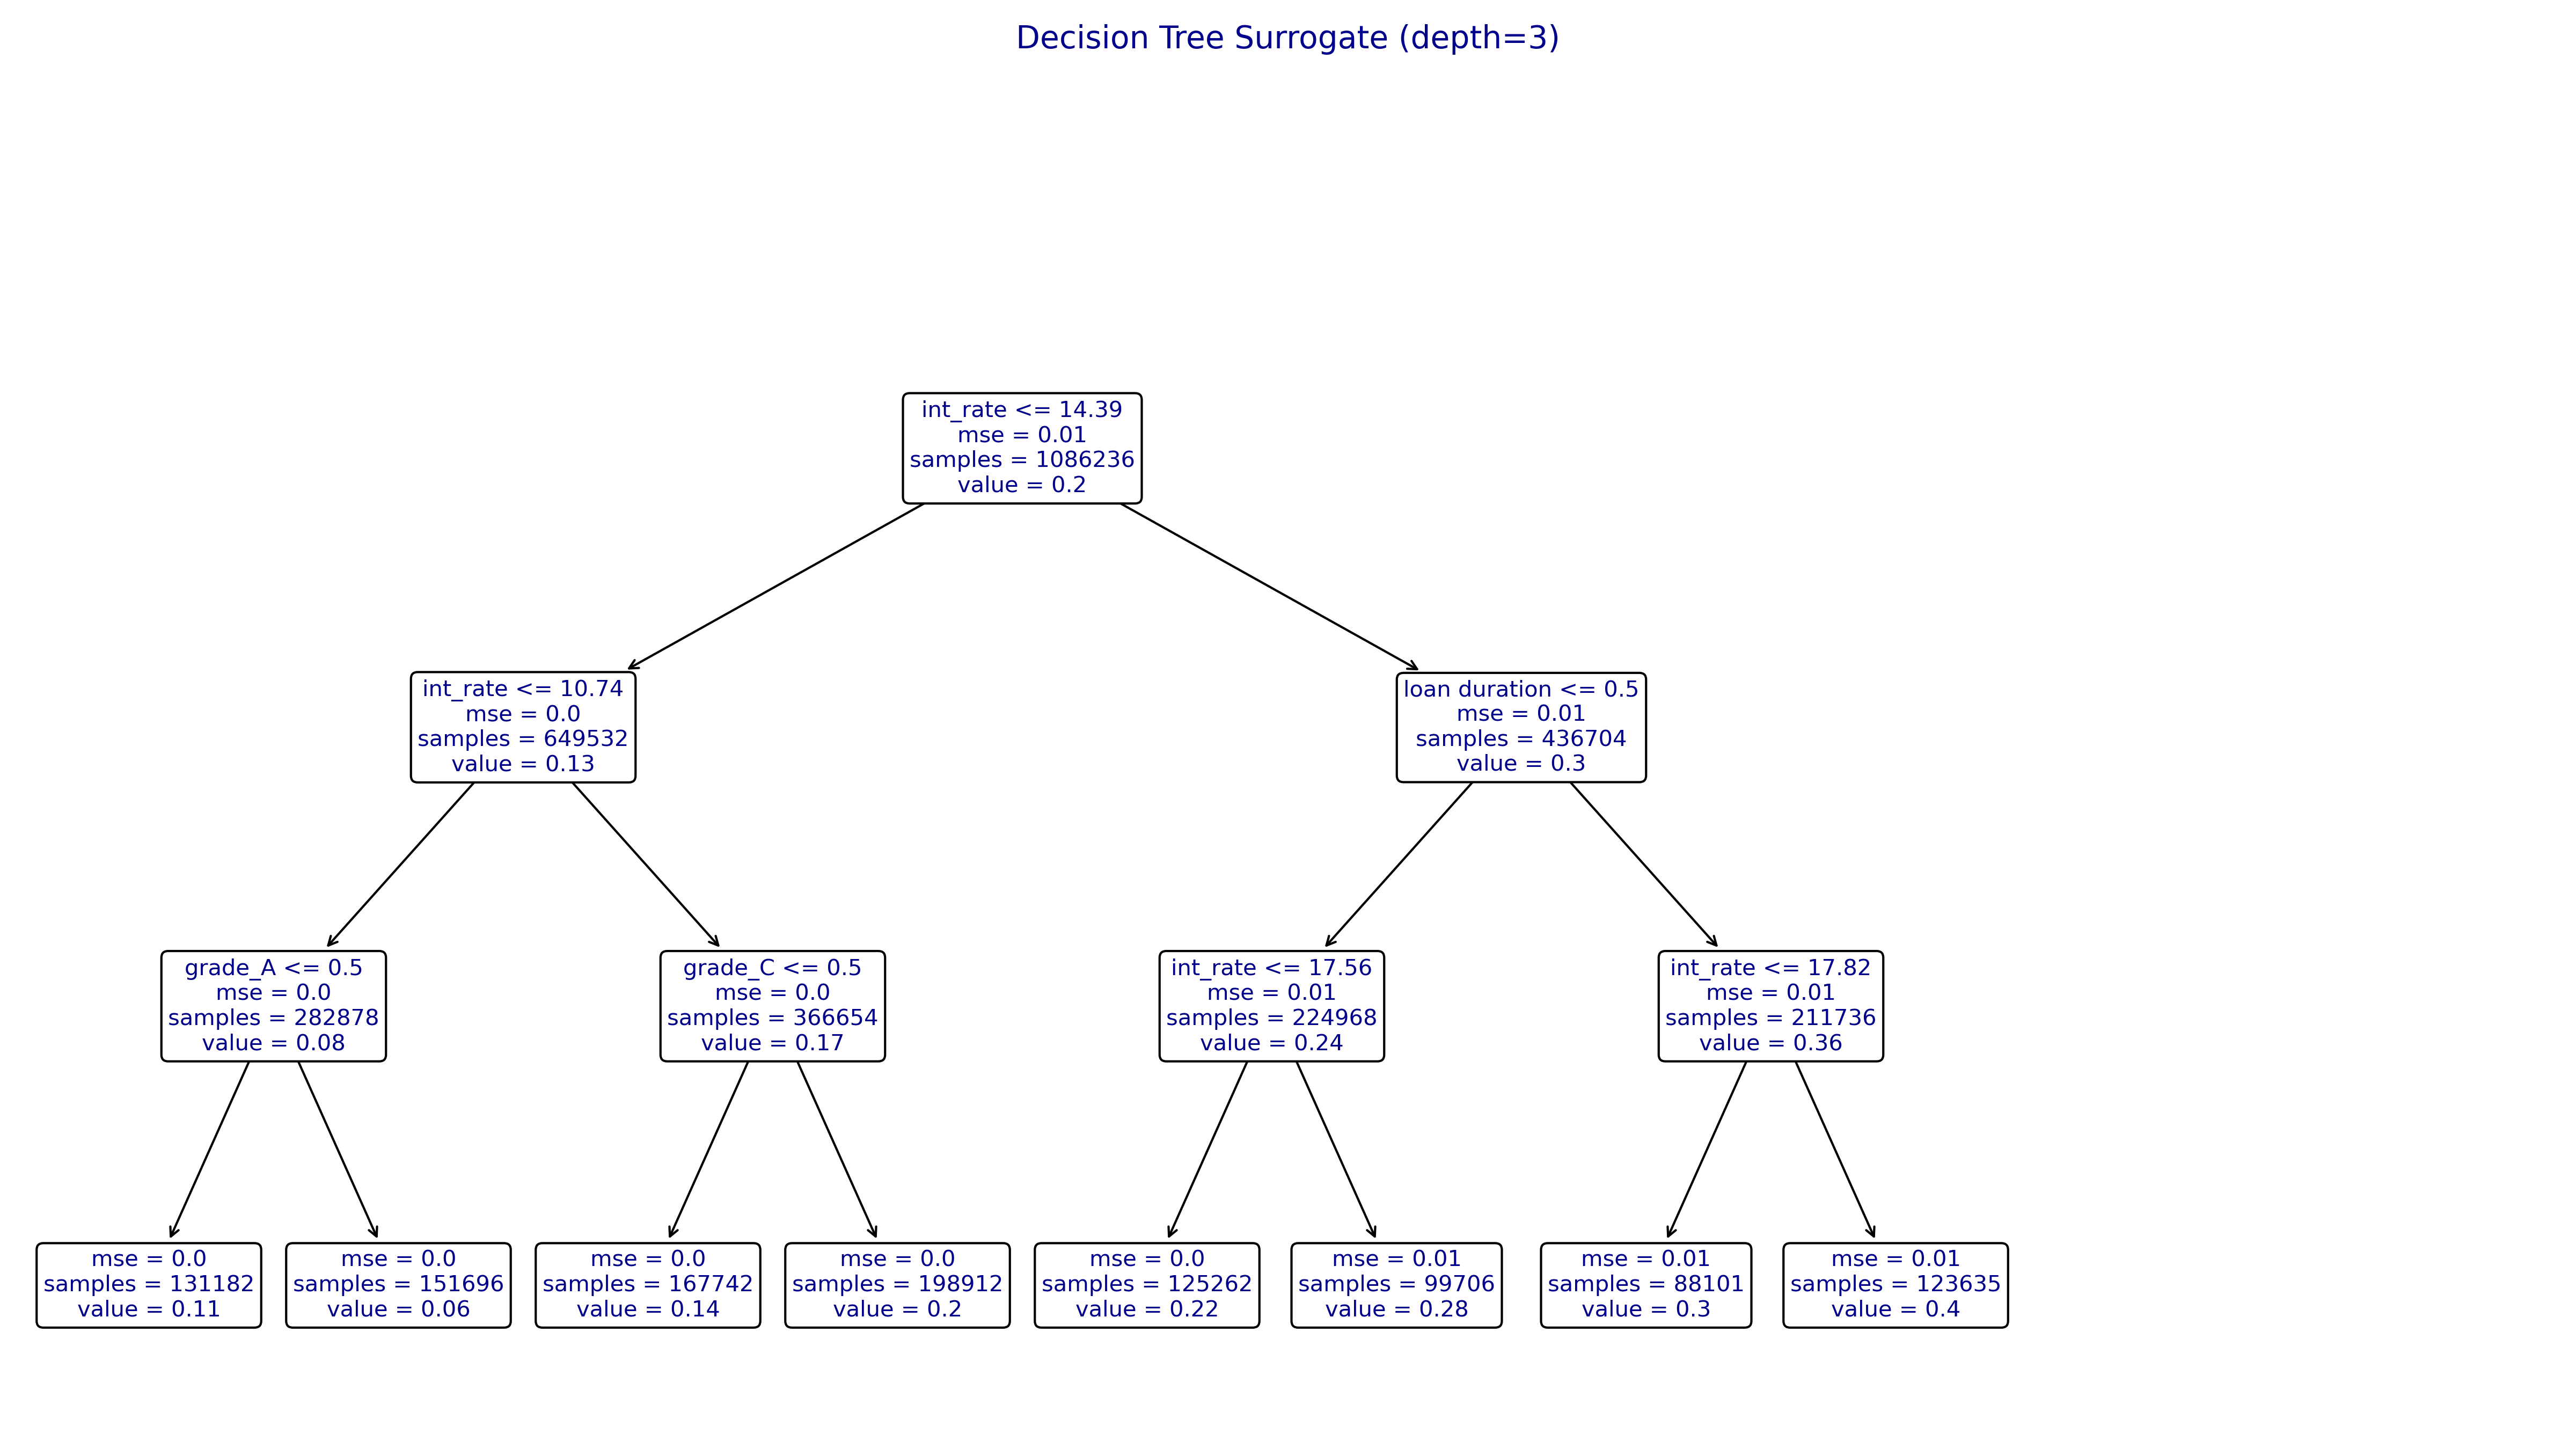 Decision Tree Surrogate (depth=3)
int_rate <= 14.39
mse = 0.01
samples = 1086236
value = 0.2
int_rate <= 10.74
mse = 0.0
samples = 649532
value = 0.13
loan duration <= 0.5
mse = 0.01
samples = 436704
value = 0.3
grade_A <= 0.5
mse = 0.0
samples = 282878
value = 0.08
grade_C <= 0.5
mse = 0.0
samples = 366654
value = 0.17
int_rate <= 17.56
mse = 0.01
samples = 224968
value = 0.24
int_rate <= 17.82
mse = 0.01
samples = 211736
value = 0.36
mse = 0.0
samples = 131182
value = 0.11
mse = 0.0
samples = 151696
value = 0.06
mse = 0.0
samples = 167742
value = 0.14
mse = 0.0
samples = 198912
value = 0.2
mse = 0.0
samples = 125262
value = 0.22
mse = 0.01
samples = 99706
value = 0.28
mse = 0.01
samples = 88101
value = 0.3
mse = 0.01
samples = 123635
value = 0.4